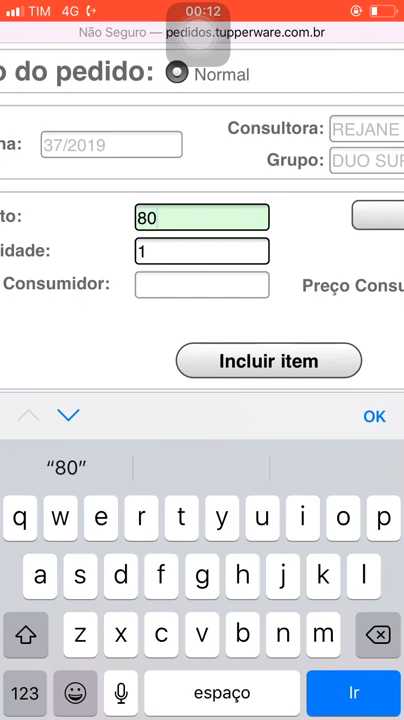 TIM 4G 00:12
Não Seguro — pedidos.tupperware.com.br
o do pedido: Normal
Consultora: REJANE
na: 37/2019
Grupo: DUO SUP
to: 80
idade: 1
Consumidor: Preço Consu
Incluir item
OK
“80”
q w e r t y u i o p
a s d f g h j k l
z x c v b n m
123 espaço Ir